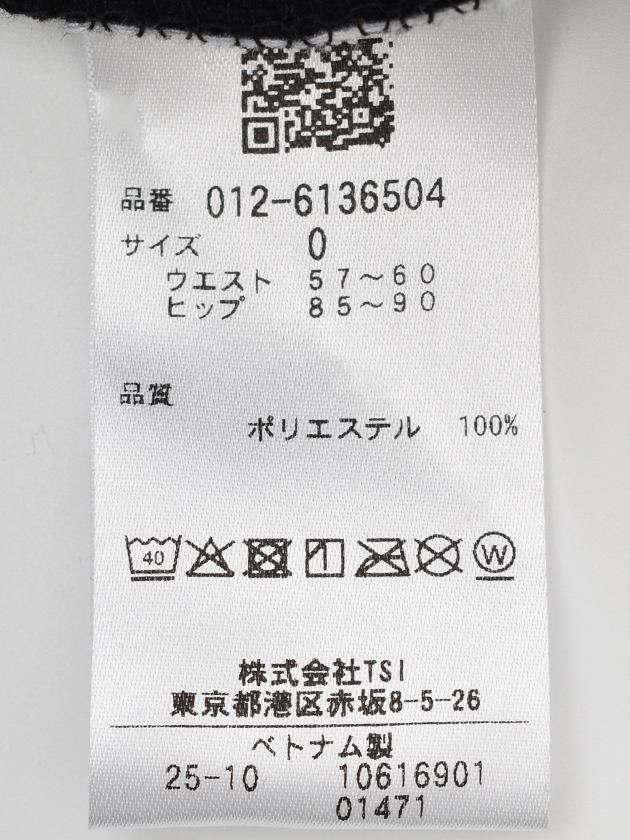 品番 012-6136504
サイズ 0
ウエスト 57～60
ヒップ 85～90
品質
ポリエステル 100%
40 W
株式会社TSI
東京都港区赤坂8-5-26
ベトナム製
25-10 10616901
01471